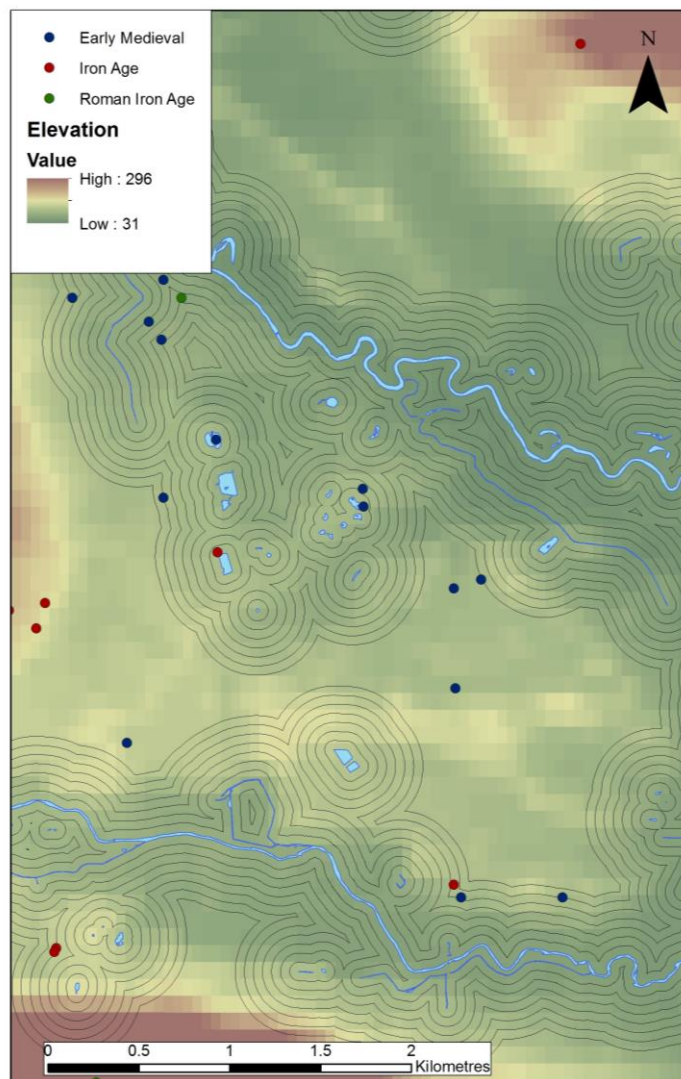 Early Medieval
Iron Age
Roman Iron Age
Elevation
Value
High : 296
Low : 31
N
0 0.5 1 1.5 2
Kilometres